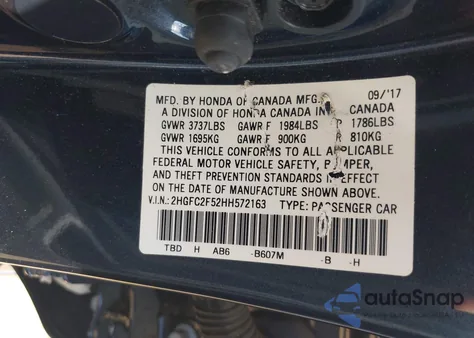 MFD. BY HONDA OF CANADA MFG. 09/'17
A DIVISION OF HONDA CANADA INC. CANADA
GVWR 3737LBS GAWR F 1984LBS R 1786LBS
GVWR 1695KG GAWR F 900KG R 810KG
THIS VEHICLE CONFORMS TO ALL APPLICABLE
FEDERAL MOTOR VEHICLE SAFETY, BUMPER,
AND THEFT PREVENTION STANDARDS IN EFFECT
ON THE DATE OF MANUFACTURE SHOWN ABOVE.
V.I.N.: 2HGFC2F52HH572163 TYPE: PASSENGER CAR
TBD H AB6 -B607M -B -H
autoSnap